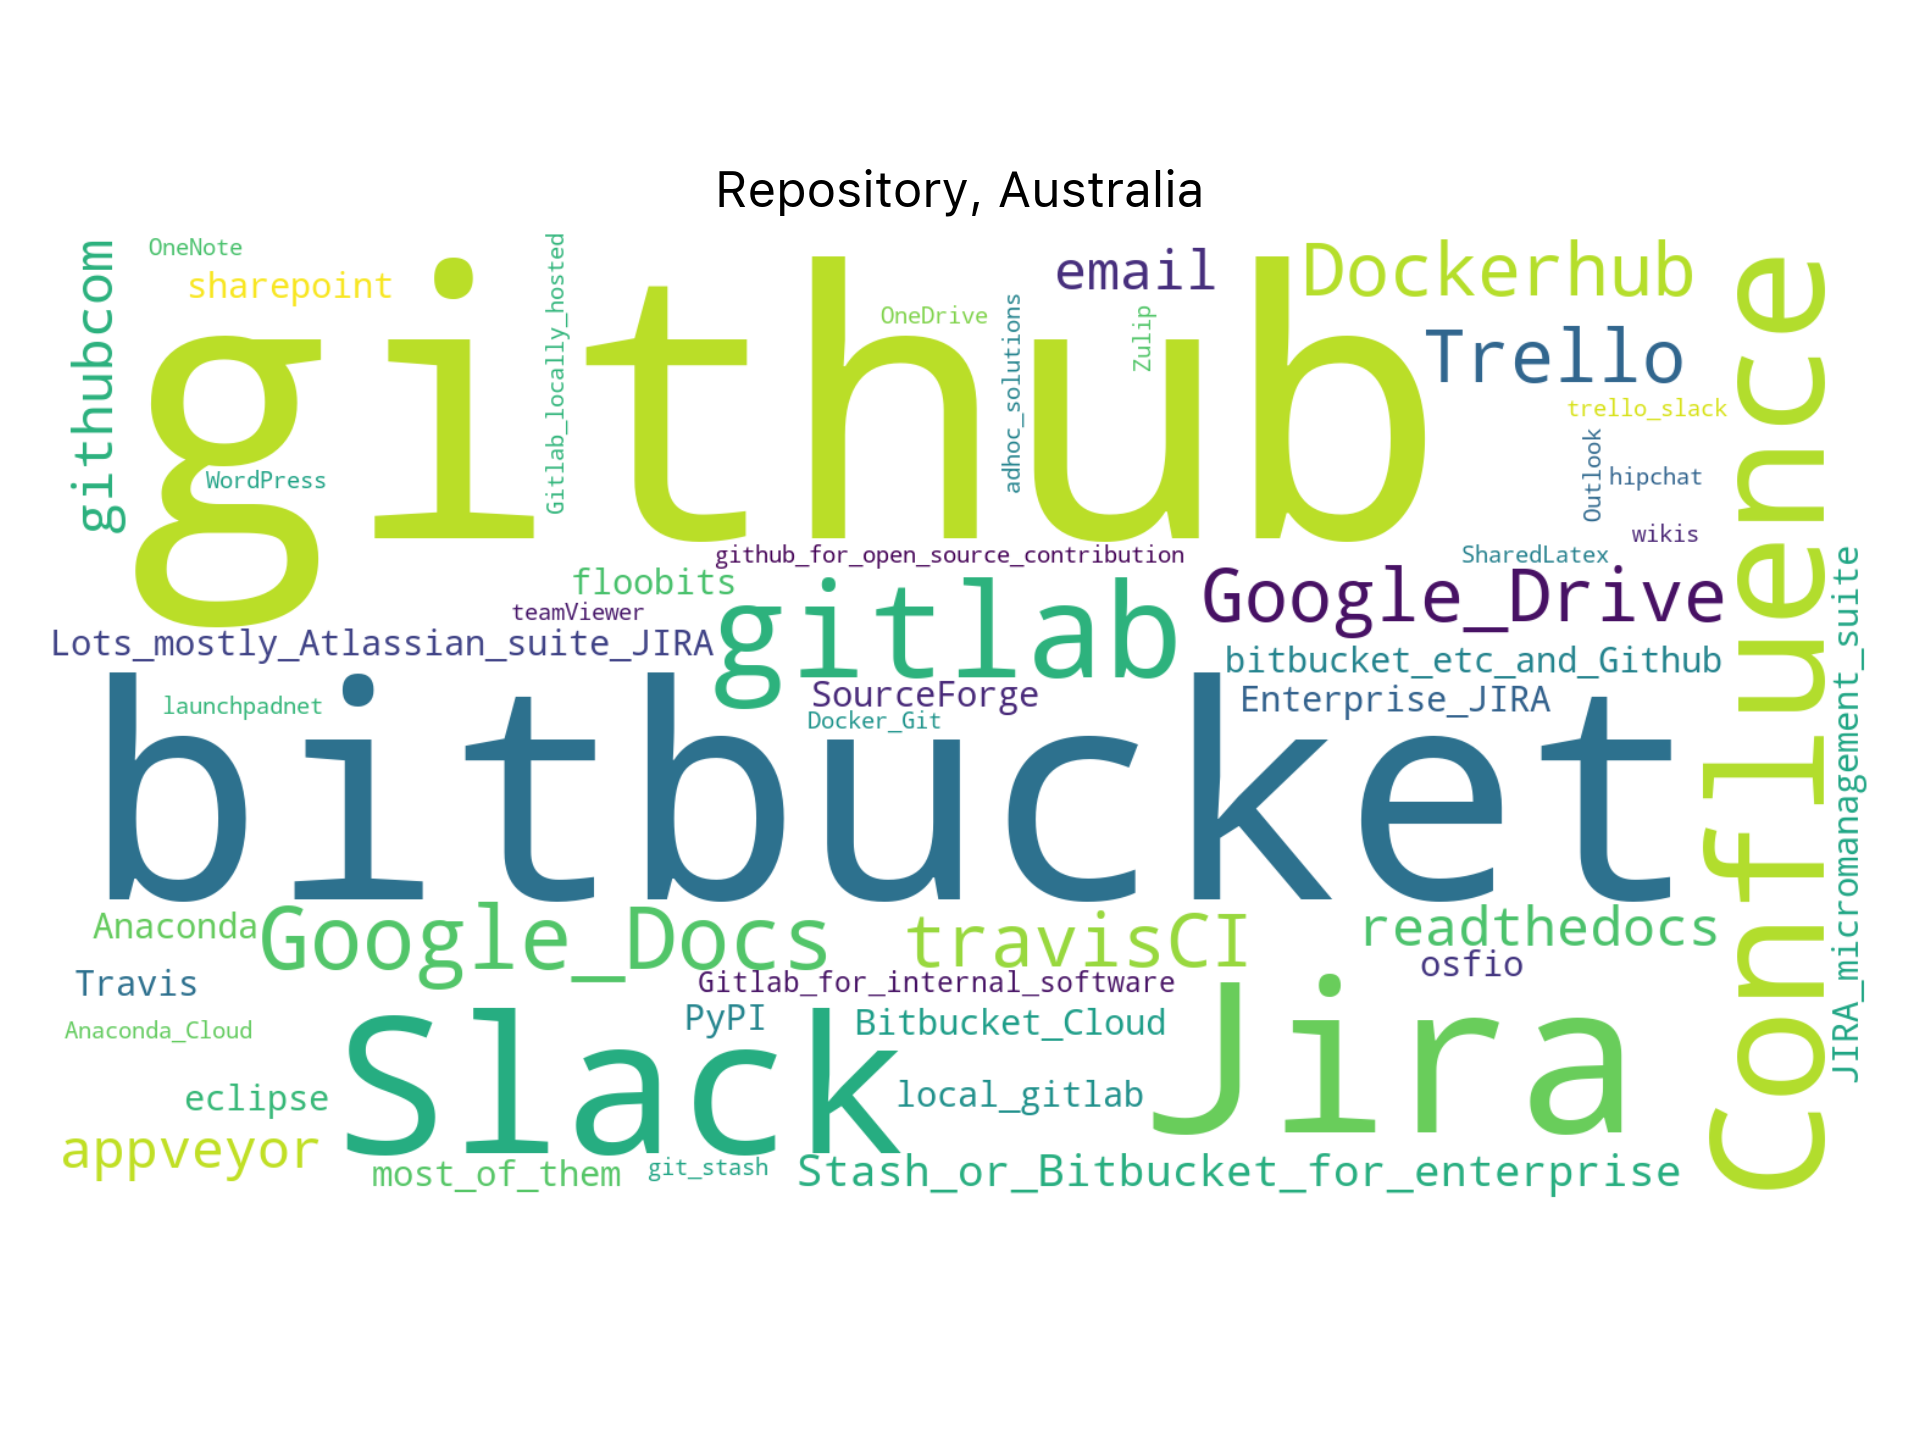 Repository, Australia
githubcom
OneNote
sharepoint
github
Gitlab_locally_hosted
OneDrive
adhoc_solutions
email
Zulip
Dockerhub
Trello
trello_slack
Confluence
WordPress
Outlook
hipchat
wikis
github_for_open_source_contribution
SharedLatex
floobits
teamViewer
gitlab
Google_Drive
JIRA_micromanagement_suite
Lots_mostly_Atlassian_suite_JIRA
bitbucket_etc_and_Github
SourceForge
Enterprise_JIRA
launchpadnet
Docker_Git
bitbucket
Anaconda
Google_Docs
travisCI
readthedocs
osfio
Travis
Gitlab_for_internal_software
Anaconda_Cloud
Slack
PyPI
Bitbucket_Cloud
Jira
eclipse
local_gitlab
appveyor
most_of_them
git_stash
Stash_or_Bitbucket_for_enterprise